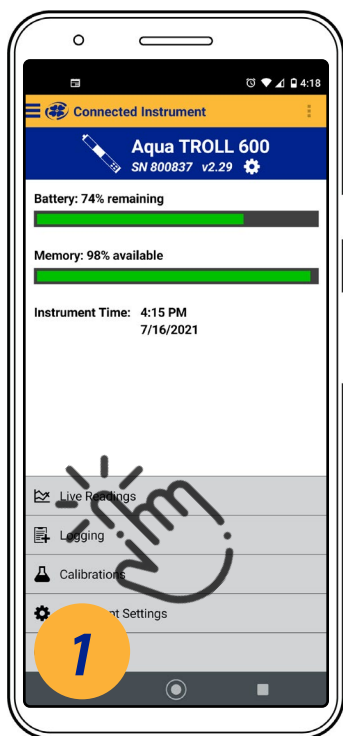 4:18
Connected Instrument
Aqua TROLL 600
SN 800837 v2.29
Battery: 74% remaining
Memory: 98% available
Instrument Time: 4:15 PM
7/16/2021
Live Readings
Logging
Calibrations
Settings
1